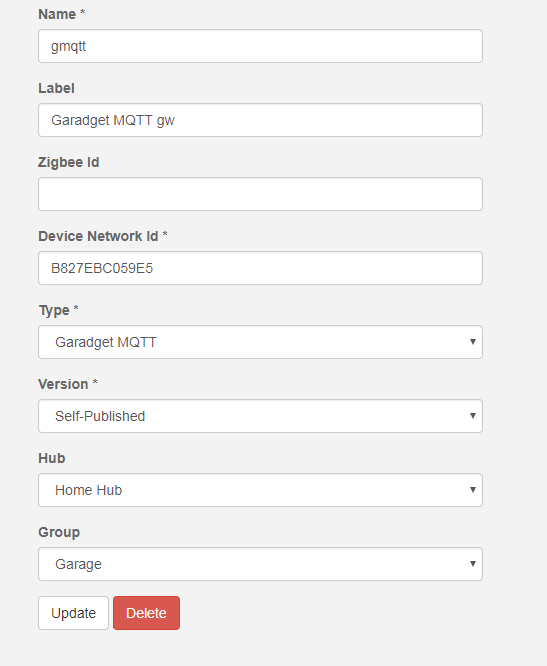 Name *
gmqtt
Label
Garadget MQTT gw
Zigbee Id
Device Network Id *
B827EBC059E5
Type *
Garadget MQTT
Version *
Self-Published
Hub
Home Hub
Group
Garage
Update Delete